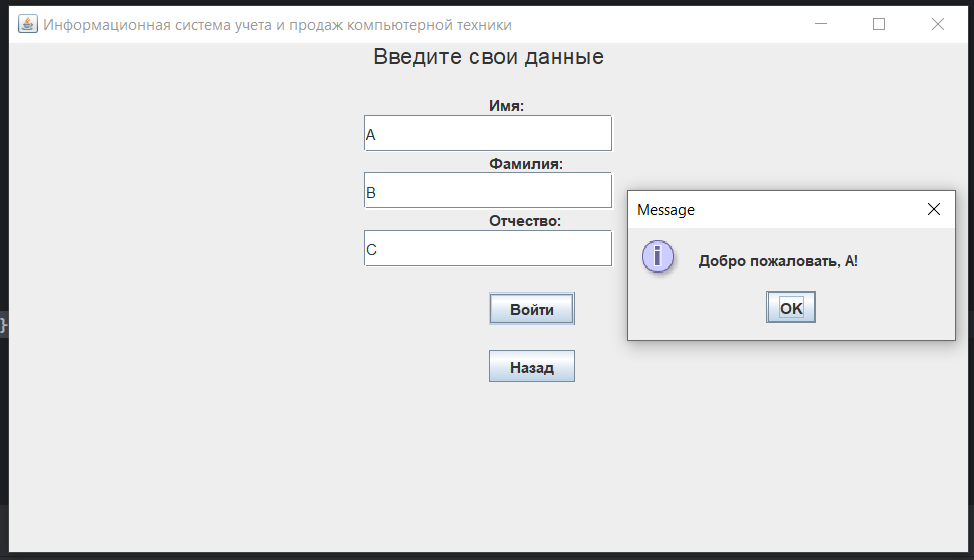 Информационная система учета и продаж компьютерной техники
Введите свои данные
Имя:
A
Фамилия:
B
Отчество:
C
Войти
Назад
Message
Добро пожаловать, A!
OK
}